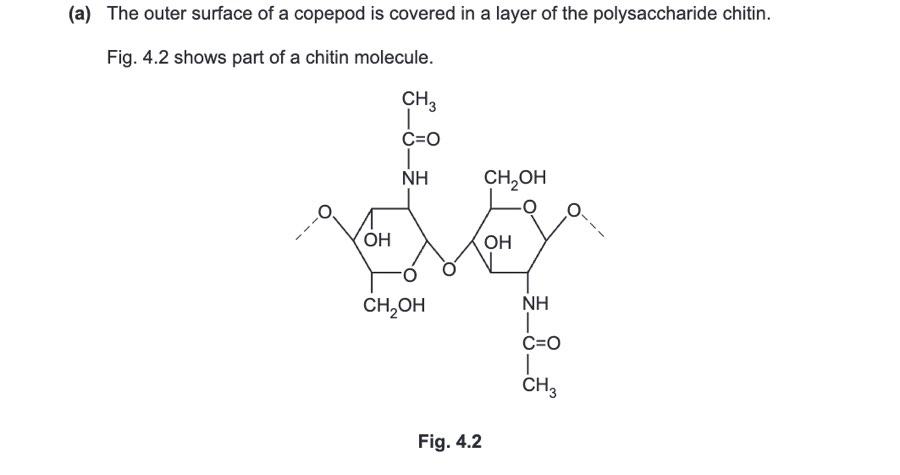 (a) The outer surface of a copepod is covered in a layer of the polysaccharide chitin.
Fig. 4.2 shows part of a chitin molecule.
CH₃
C=O
NH
CH₂OH
O
O
O
OH
OH
O
O
CH₂OH
NH
C=O
CH₃
Fig. 4.2